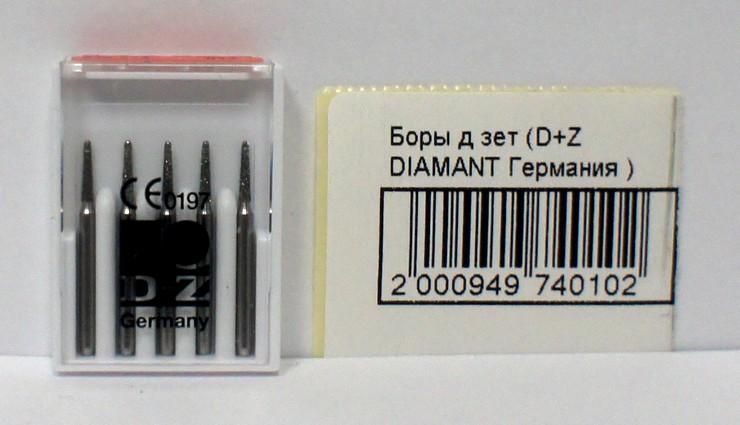 CE0197
D+Z
Germany
Боры д зет (D+Z
DIAMANT Германия )
2 000949 740102